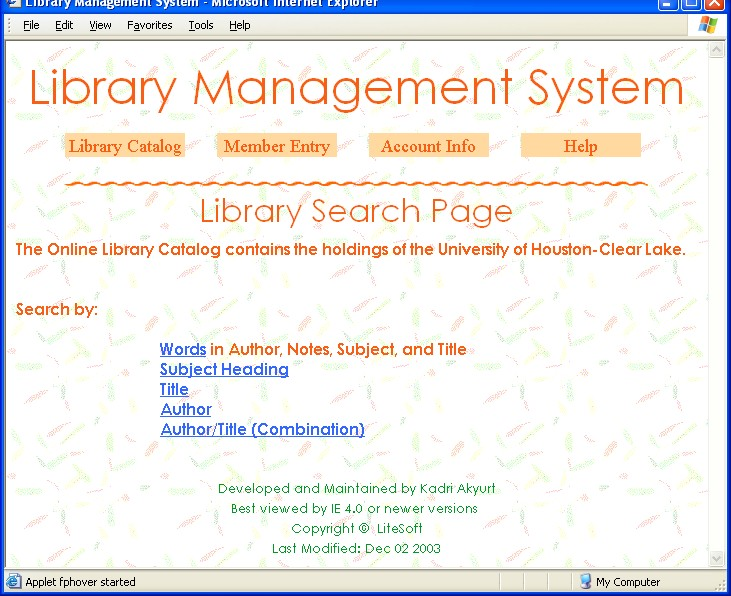 Library Management System - Microsoft Internet Explorer
File Edit View Favorites Tools Help
Library Management System
Library Catalog Member Entry Account Info Help
Library Search Page
The Online Library Catalog contains the holdings of the University of Houston-Clear Lake.
Search by:
Words in Author, Notes, Subject, and Title
Subject Heading
Title
Author
Author/Title (Combination)
Developed and Maintained by Kadri Akyurt
Best viewed by IE 4.0 or newer versions
Copyright © LiteSoft
Last Modified: Dec 02 2003
Applet fphover started My Computer